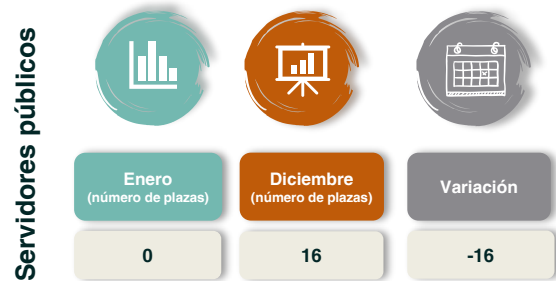 Servidores públicos
Enero
(número de plazas)
Diciembre
(número de plazas)
Variación
0
16
-16